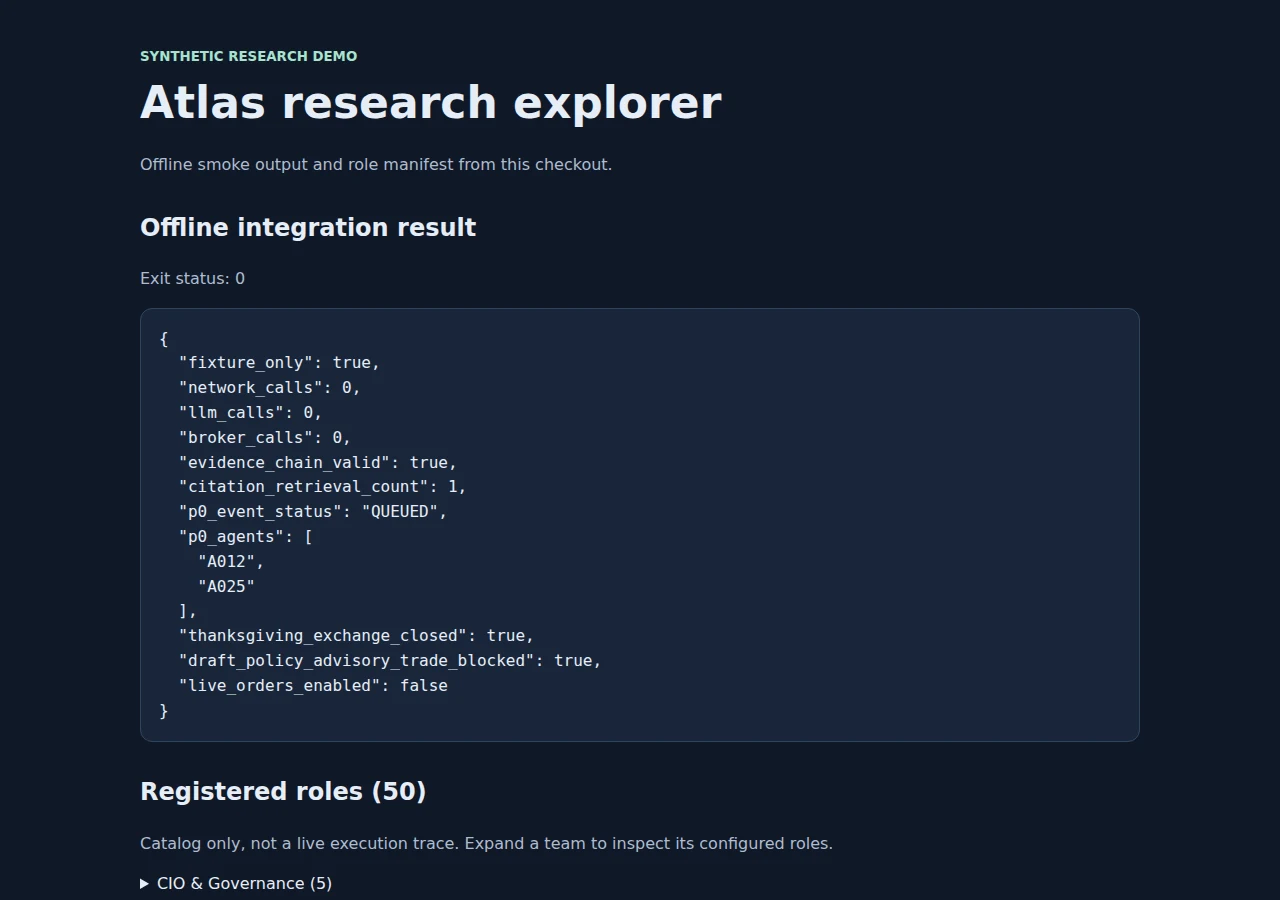 SYNTHETIC RESEARCH DEMO
Atlas research explorer
Offline smoke output and role manifest from this checkout.
Offline integration result
Exit status: 0
{
  "fixture_only": true,
  "network_calls": 0,
  "llm_calls": 0,
  "broker_calls": 0,
  "evidence_chain_valid": true,
  "citation_retrieval_count": 1,
  "p0_event_status": "QUEUED",
  "p0_agents": [
    "A012",
    "A025"
  ],
  "thanksgiving_exchange_closed": true,
  "draft_policy_advisory_trade_blocked": true,
  "live_orders_enabled": false
}
Registered roles (50)
Catalog only, not a live execution trace. Expand a team to inspect its configured roles.
CIO & Governance (5)